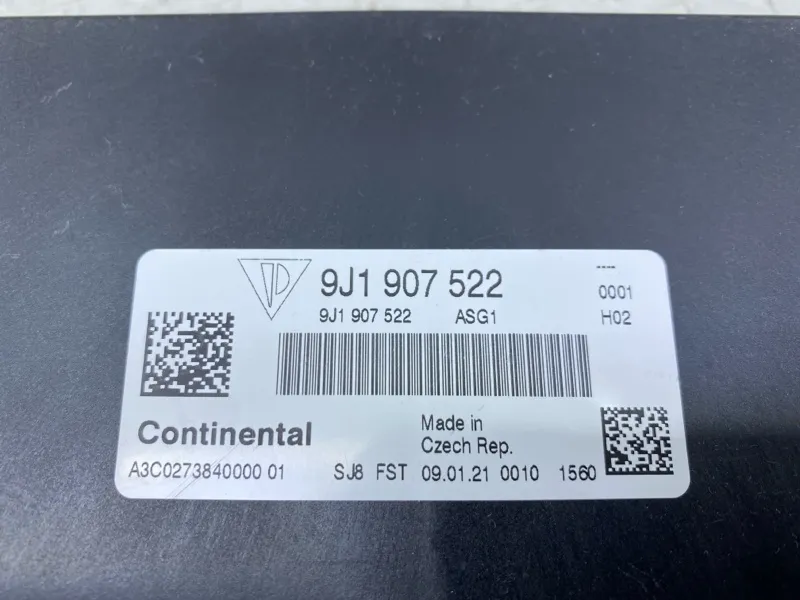 9J1 907 522
----
0001
9J1 907 522 ASG1 H02
Continental
Made in
Czech Rep.
A3C0273840000 01 SJ8 FST 09.01.21 0010 1560